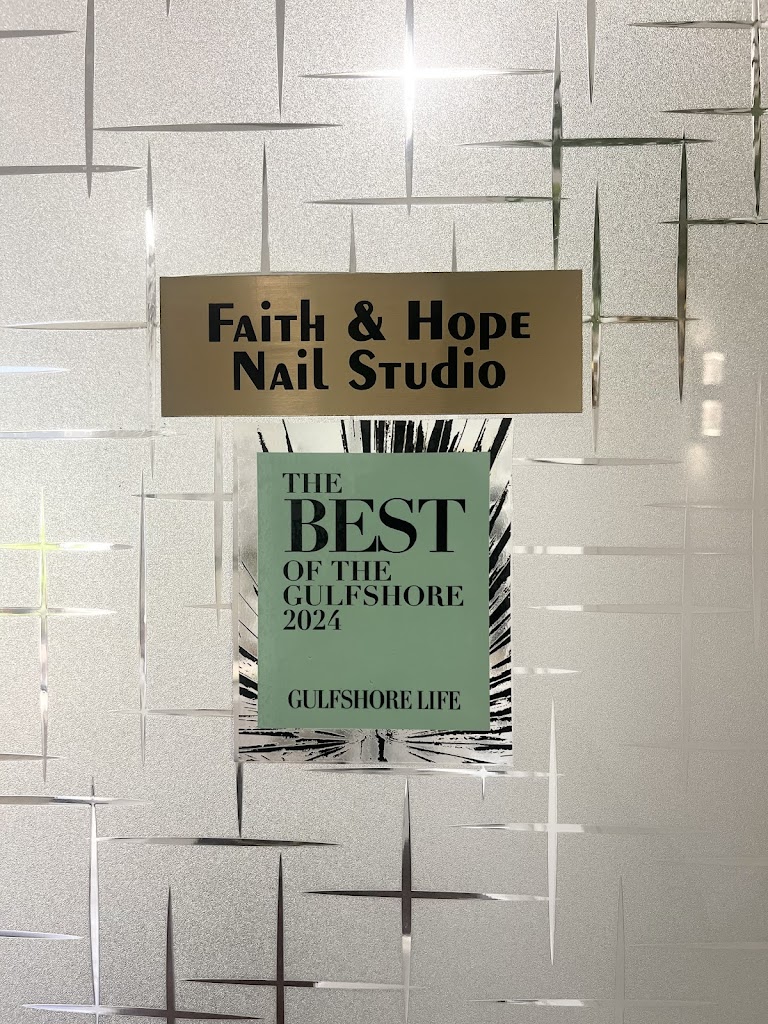 Faith & Hope
Nail Studio
THE
BEST
OF THE
GULFSHORE
2024
GULFSHORE LIFE